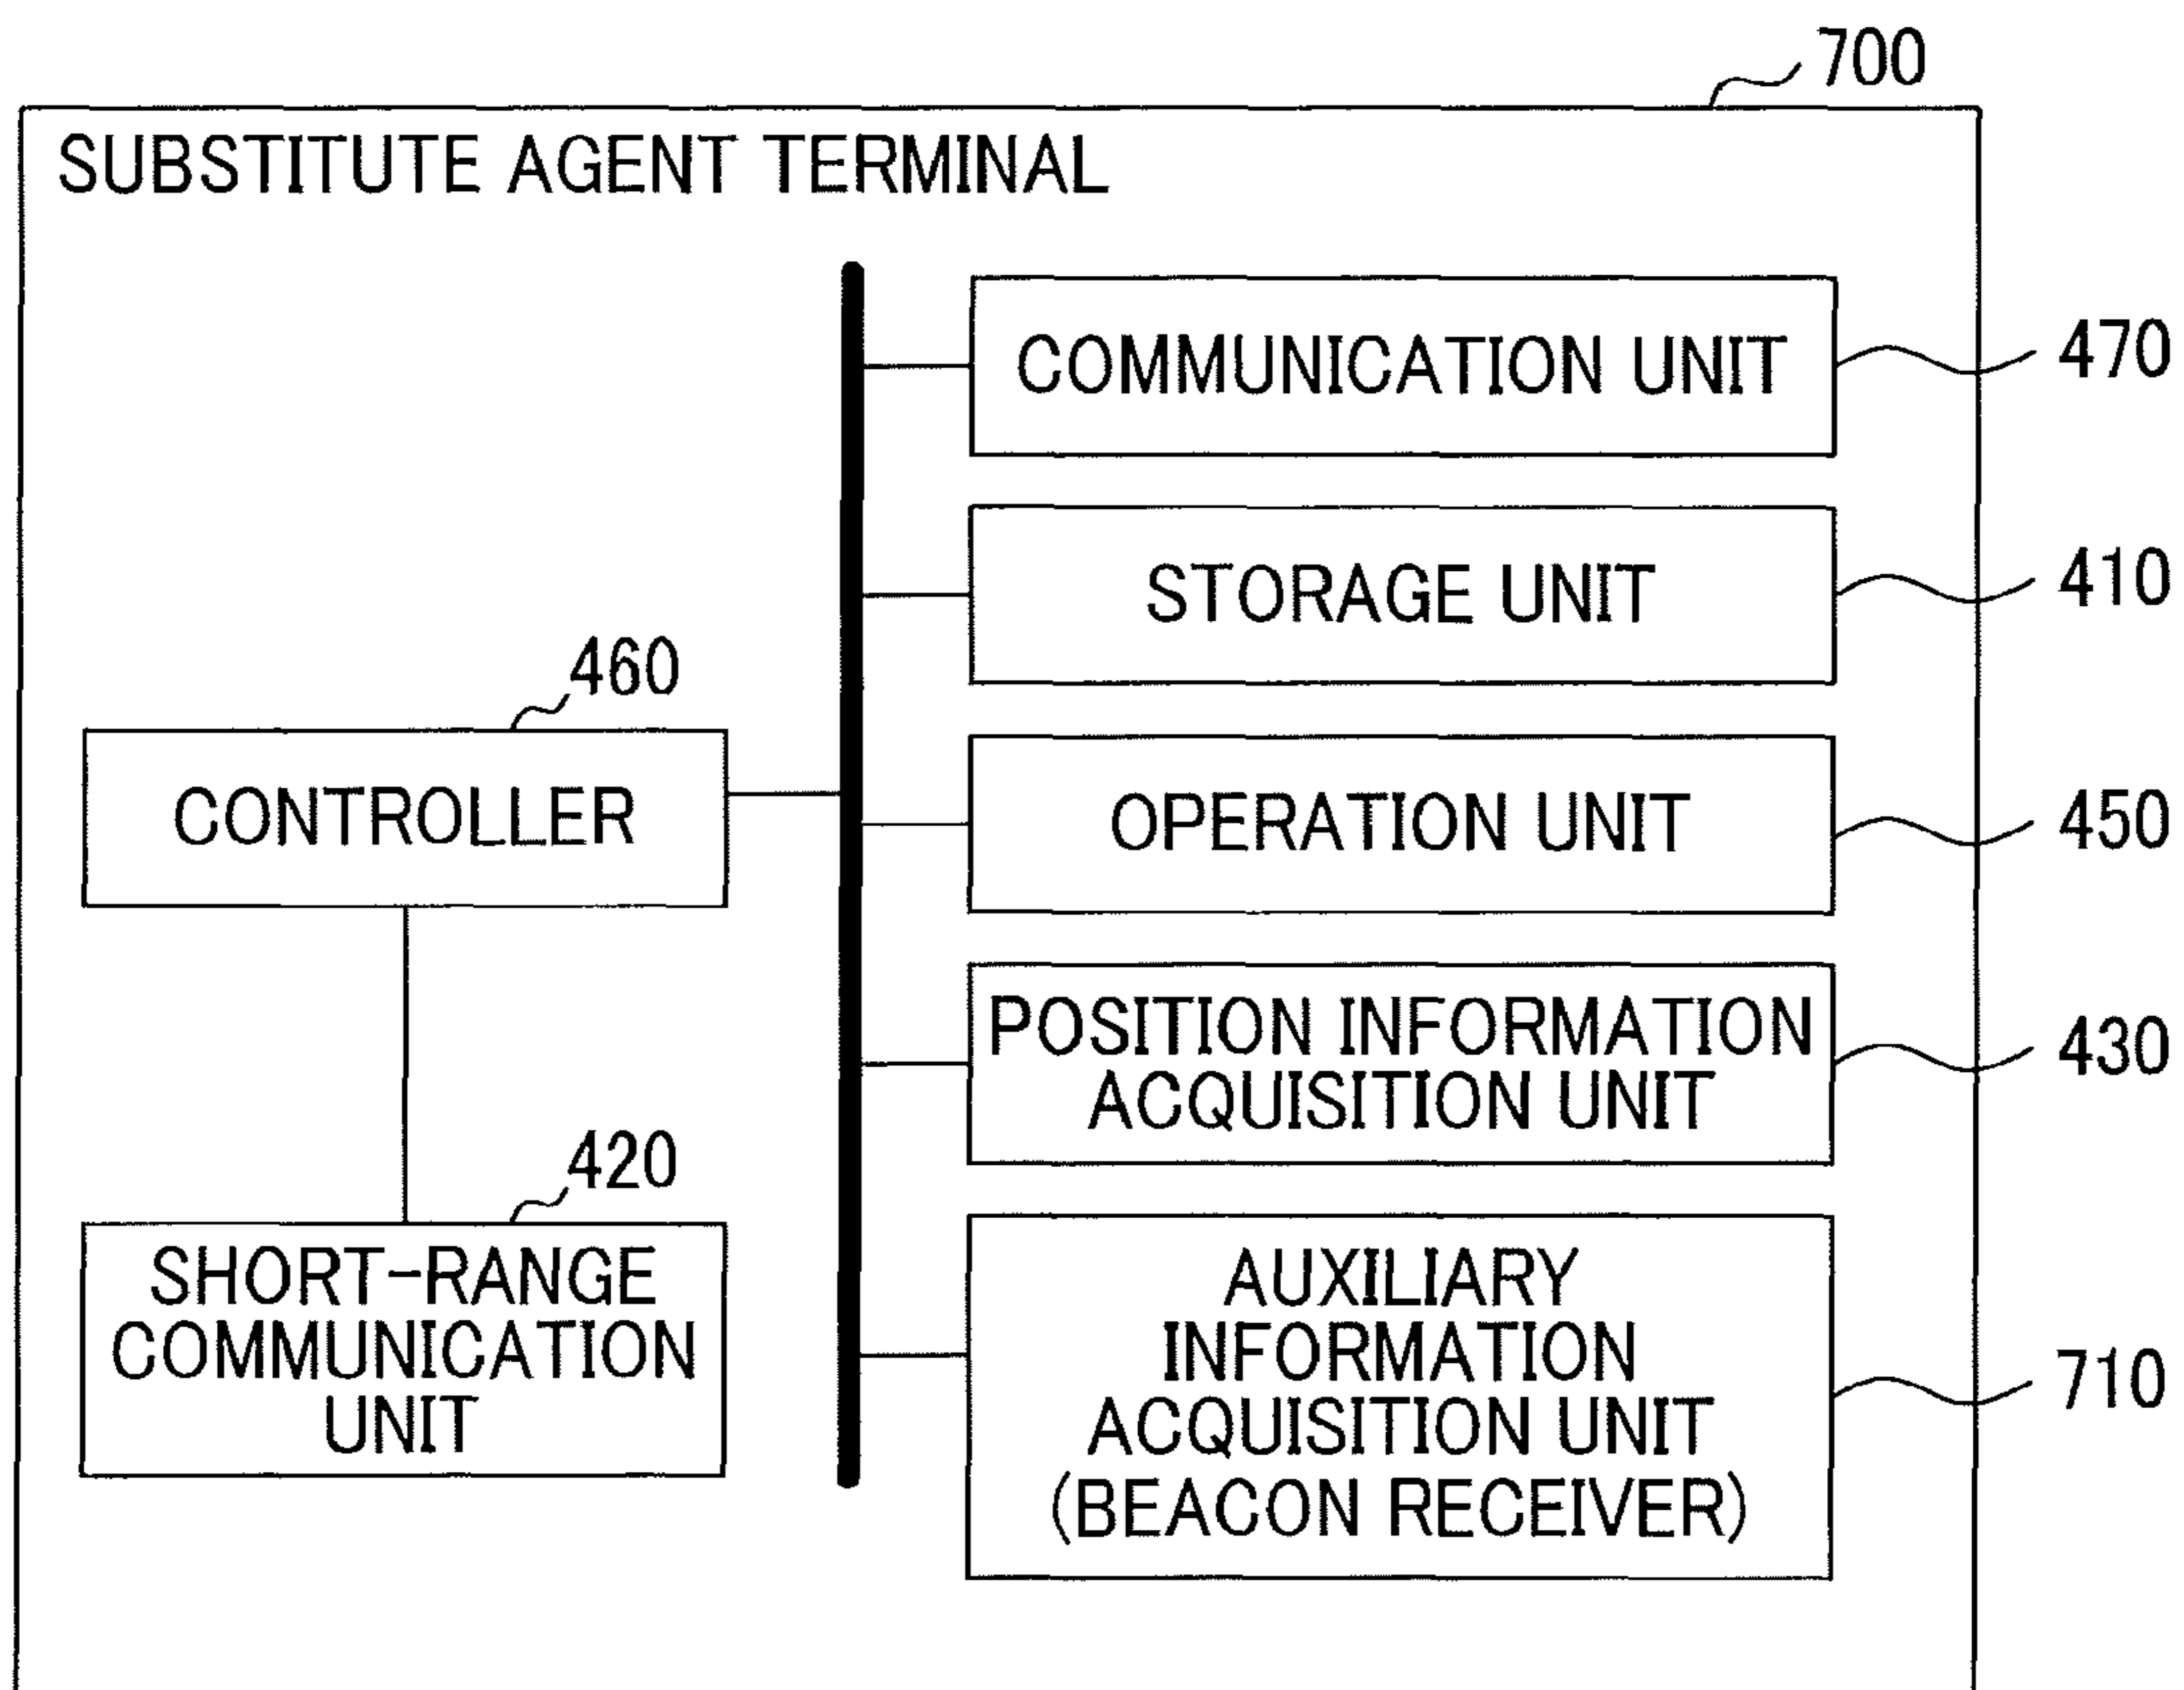 700
SUBSTITUTE AGENT TERMINAL
COMMUNICATION UNIT
470
STORAGE UNIT
410
460
CONTROLLER
OPERATION UNIT
450
POSITION INFORMATION
ACQUISITION UNIT
430
420
SHORT-RANGE
COMMUNICATION
UNIT
AUXILIARY
INFORMATION
ACQUISITION UNIT
(BEACON RECEIVER)
710